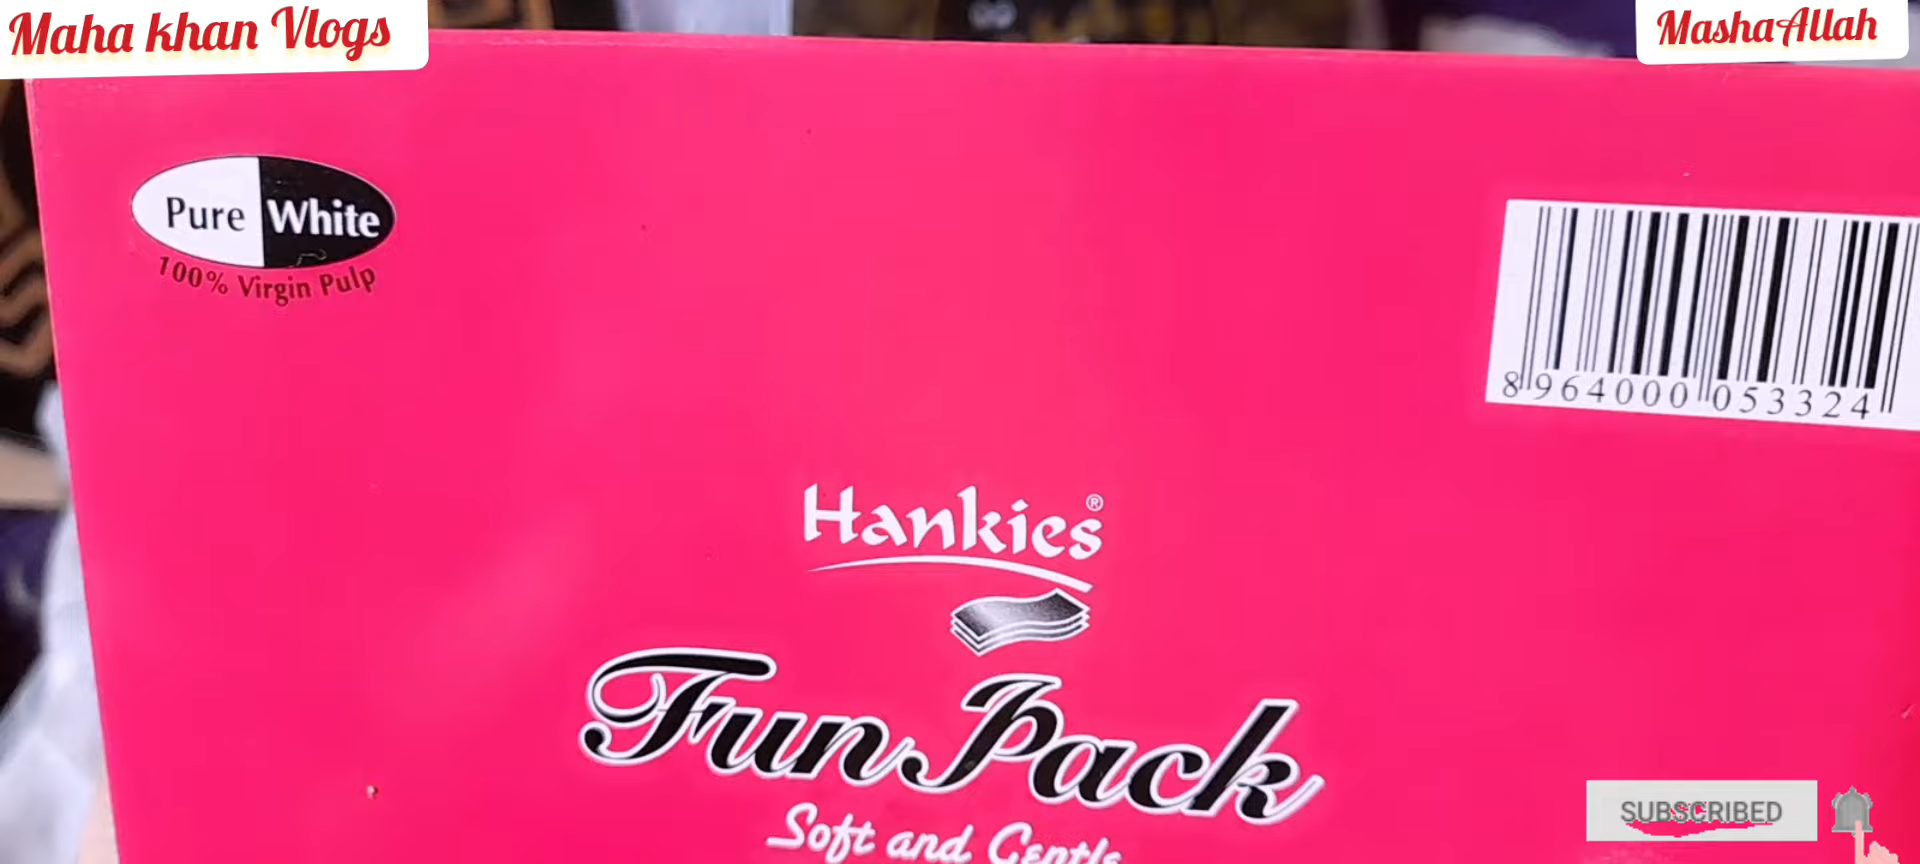 Maha khan Vlogs
MashaAllah
Pure White
100% Virgin Pulp
8 964000 053324
Hankies®
Fun Pack
Soft and Gentle
SUBSCRIBED